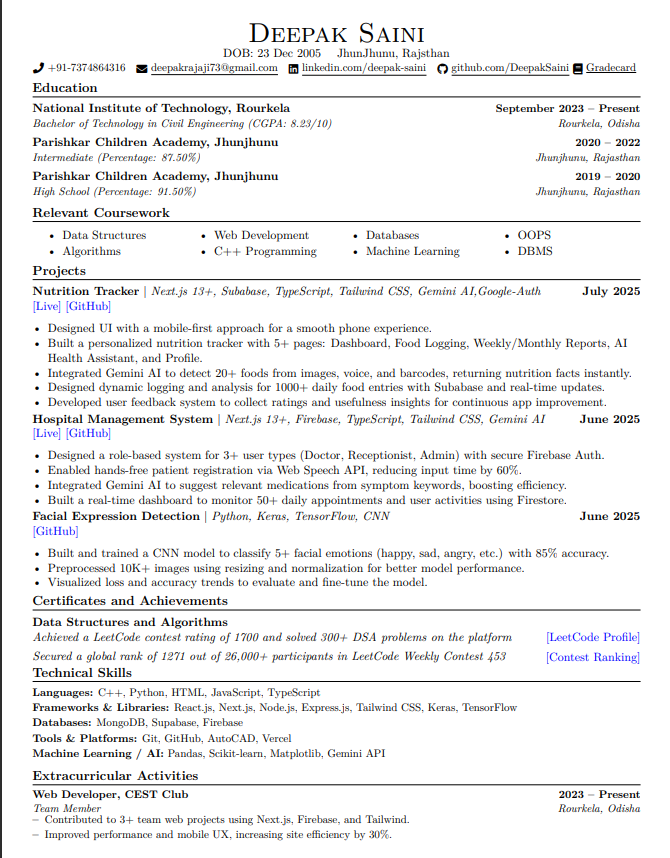 Deepak Saini
DOB: 23 Dec 2005 JhunJhunu, Rajsthan
+91-7374864316 deepakrajaji73@gmail.com linkedin.com/deepak-saini github.com/DeepakSaini Gradecard
Education
National Institute of Technology, Rourkela September 2023 – Present
Bachelor of Technology in Civil Engineering (CGPA: 8.23/10) Rourkela, Odisha
Parishkar Children Academy, Jhunjhunu 2020 – 2022
Intermediate (Percentage: 87.50%) Jhunjhunu, Rajasthan
Parishkar Children Academy, Jhunjhunu 2019 – 2020
High School (Percentage: 91.50%) Jhunjhunu, Rajasthan
Relevant Coursework
• Data Structures • Web Development • Databases • OOPS
• Algorithms • C++ Programming • Machine Learning • DBMS
Projects
Nutrition Tracker | Next.js 13+, Subabase, TypeScript, Tailwind CSS, Gemini AI,Google-Auth July 2025
[Live] [GitHub]
• Designed UI with a mobile-first approach for a smooth phone experience.
• Built a personalized nutrition tracker with 5+ pages: Dashboard, Food Logging, Weekly/Monthly Reports, AI
Health Assistant, and Profile.
• Integrated Gemini AI to detect 20+ foods from images, voice, and barcodes, returning nutrition facts instantly.
• Designed dynamic logging and analysis for 1000+ daily food entries with Subabase and real-time updates.
• Developed user feedback system to collect ratings and usefulness insights for continuous app improvement.
Hospital Management System | Next.js 13+, Firebase, TypeScript, Tailwind CSS, Gemini AI June 2025
[Live] [GitHub]
• Designed a role-based system for 3+ user types (Doctor, Receptionist, Admin) with secure Firebase Auth.
• Enabled hands-free patient registration via Web Speech API, reducing input time by 60%.
• Integrated Gemini AI to suggest relevant medications from symptom keywords, boosting efficiency.
• Built a real-time dashboard to monitor 50+ daily appointments and user activities using Firestore.
Facial Expression Detection | Python, Keras, TensorFlow, CNN June 2025
[GitHub]
• Built and trained a CNN model to classify 5+ facial emotions (happy, sad, angry, etc.) with 85% accuracy.
• Preprocessed 10K+ images using resizing and normalization for better model performance.
• Visualized loss and accuracy trends to evaluate and fine-tune the model.
Certificates and Achievements
Data Structures and Algorithms
Achieved a LeetCode contest rating of 1700 and solved 300+ DSA problems on the platform [LeetCode Profile]
Secured a global rank of 1271 out of 26,000+ participants in LeetCode Weekly Contest 453 [Contest Ranking]
Technical Skills
Languages: C++, Python, HTML, JavaScript, TypeScript
Frameworks & Libraries: React.js, Next.js, Node.js, Express.js, Tailwind CSS, Keras, TensorFlow
Databases: MongoDB, Supabase, Firebase
Tools & Platforms: Git, GitHub, AutoCAD, Vercel
Machine Learning / AI: Pandas, Scikit-learn, Matplotlib, Gemini API
Extracurricular Activities
Web Developer, CEST Club 2023 – Present
Team Member Rourkela, Odisha
– Contributed to 3+ team web projects using Next.js, Firebase, and Tailwind.
– Improved performance and mobile UX, increasing site efficiency by 30%.